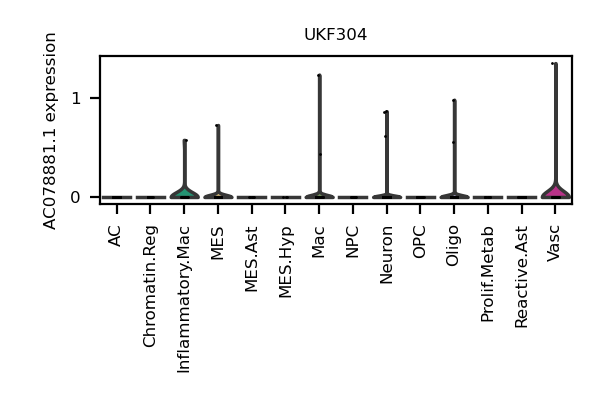 UKF304
AC078881.1 expression
1
0
AC
Chromatin.Reg
Inflammatory.Mac
MES
MES.Ast
MES.Hyp
Mac
NPC
Neuron
OPC
Oligo
Prolif.Metab
Reactive.Ast
Vasc